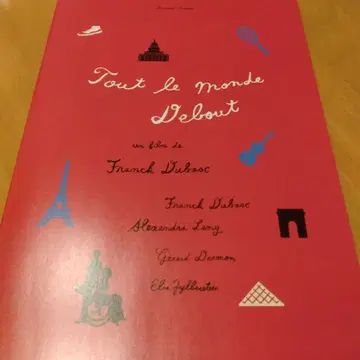 Tout le monde
Debout
un film de
Franck Dubosc
Franck Dubosc
Alexandra Lamy
Gérard Darmon
Elsa Zylberstein